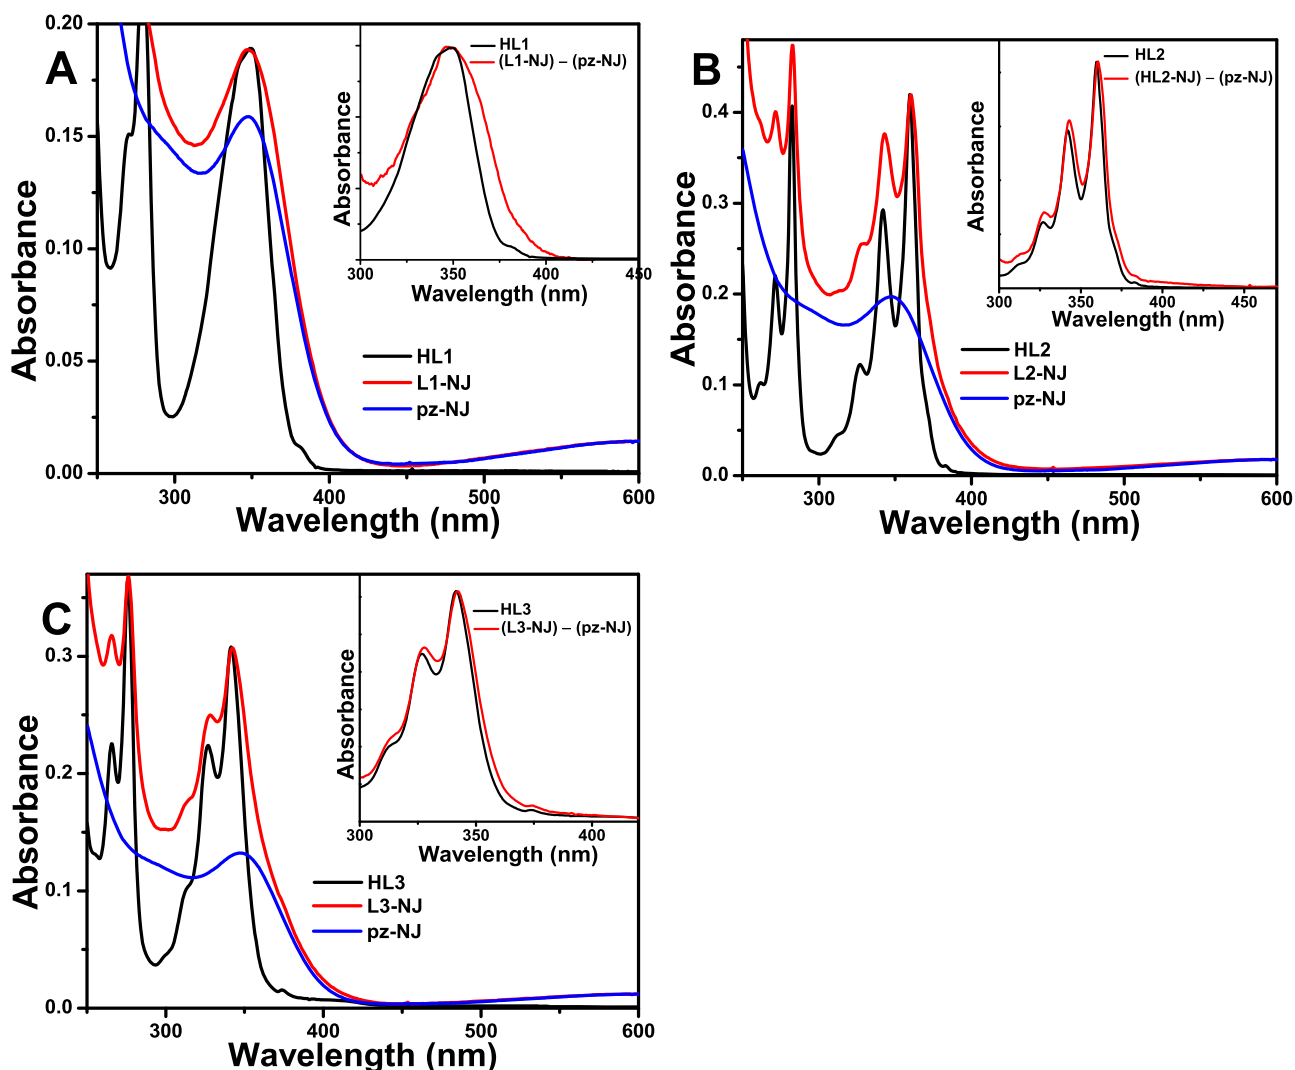 A
0.20
0.15
0.10
0.05
0.00
Absorbance
300
400
500
600
Wavelength (nm)
HL1
L1-NJ
pz-NJ
HL1
(L1-NJ) – (pz-NJ)
Absorbance
300
350
400
450
Wavelength (nm)
B
0.4
0.3
0.2
0.1
0.0
Absorbance
300
400
500
600
Wavelength (nm)
HL2
L2-NJ
pz-NJ
HL2
(HL2-NJ) – (pz-NJ)
Absorbance
300
350
400
450
Wavelength (nm)
C
0.3
0.2
0.1
0.0
Absorbance
300
400
500
600
Wavelength (nm)
HL3
L3-NJ
pz-NJ
HL3
(L3-NJ) – (pz-NJ)
Absorbance
300
350
400
Wavelength (nm)